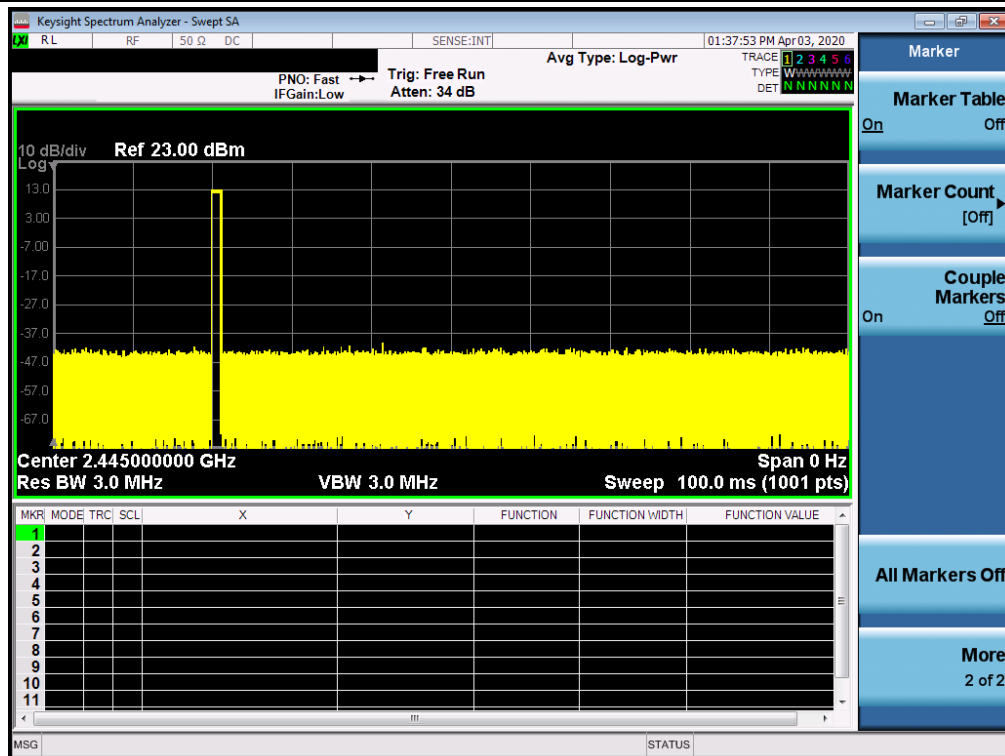 Keysight Spectrum Analyzer - Swept SA
LXI RL RF 50 Ω DC SENSE:INT 01:37:53 PM Apr 03, 2020
Avg Type: Log-Pwr
TRACE 1 2 3 4 5 6
TYPE WWWWWW
DET N N N N N N
PNO: Fast
IFGain:Low
Trig: Free Run
Atten: 34 dB
10 dB/div Ref 23.00 dBm
Log
13.0
3.00
-7.00
-17.0
-27.0
-37.0
-47.0
-57.0
-67.0
Center 2.445000000 GHz Span 0 Hz
Res BW 3.0 MHz VBW 3.0 MHz Sweep 100.0 ms (1001 pts)
MKR MODE TRC SCL X Y FUNCTION FUNCTION WIDTH FUNCTION VALUE
1
2
3
4
5
6
7
8
9
10
11
MSG STATUS
Marker
Marker Table
On Off
Marker Count
[Off]
Couple
Markers
On Off
All Markers Off
More
2 of 2